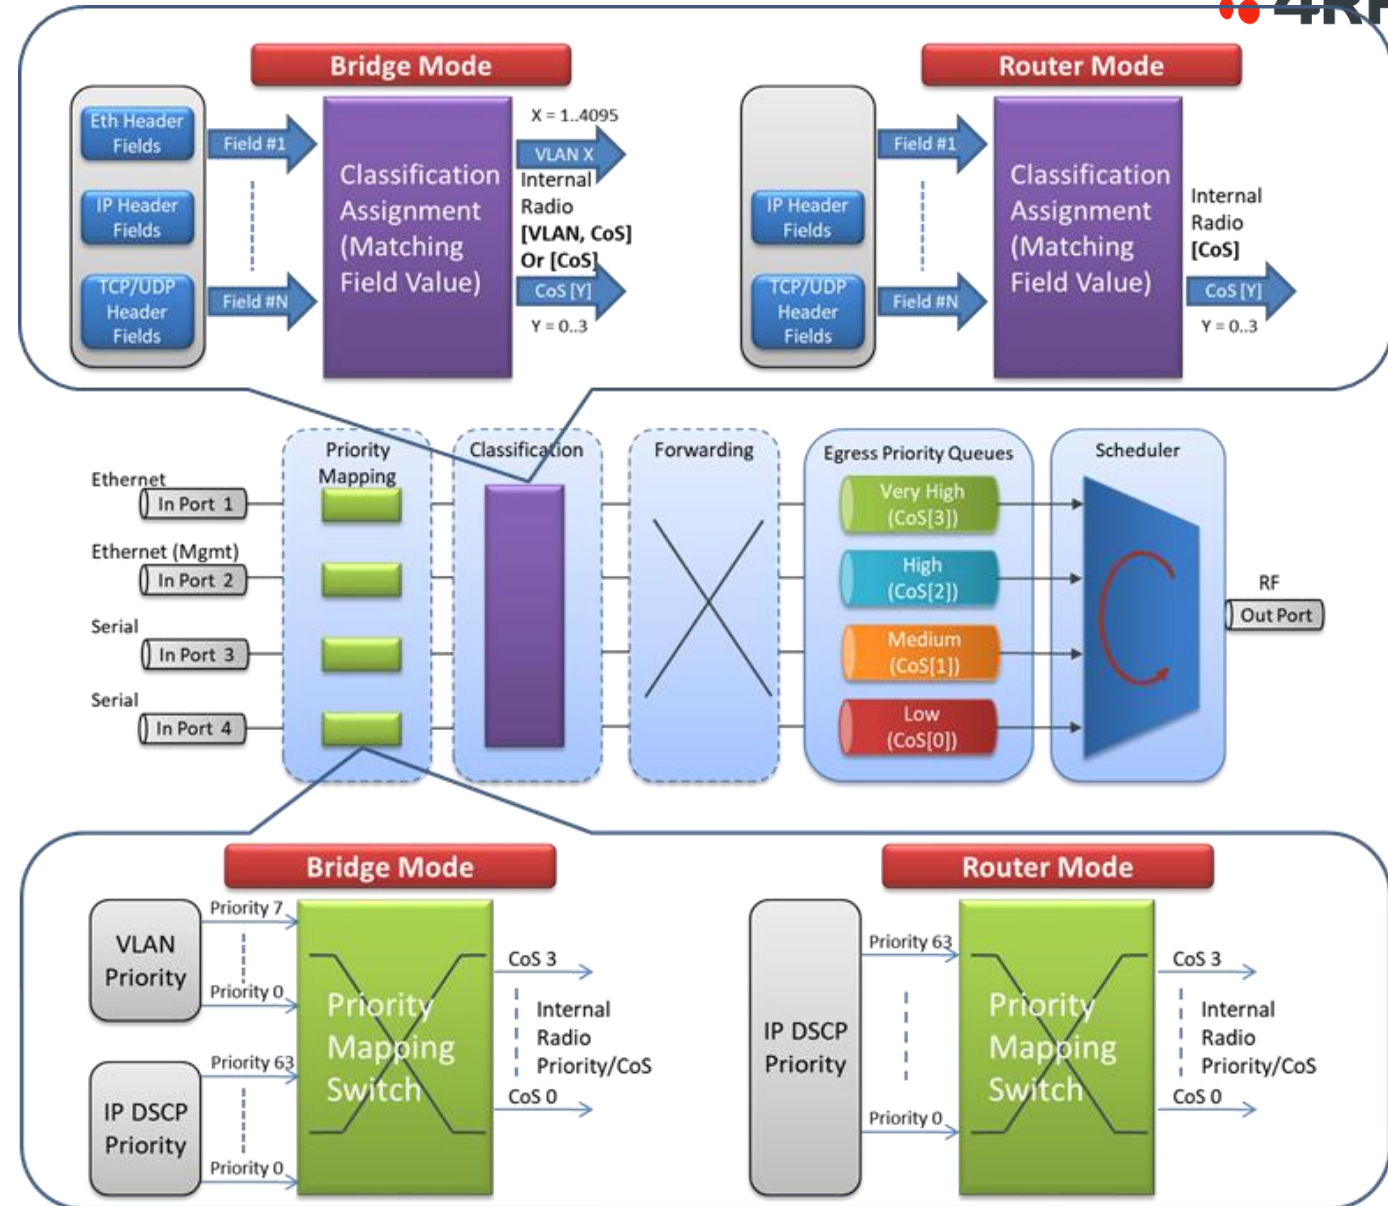 4RF
Bridge Mode
Router Mode
Eth Header
Fields
IP Header
Fields
TCP/UDP
Header
Fields
Field #1
Field #N
Classification
Assignment
(Matching
Field Value)
X = 1..4095
VLAN X
Internal
Radio
[VLAN, CoS]
Or [CoS]
CoS [Y]
Y = 0..3
IP Header
Fields
TCP/UDP
Header
Fields
Field #1
Field #N
Classification
Assignment
(Matching
Field Value)
Internal
Radio
[CoS]
CoS [Y]
Y = 0..3
Priority
Mapping
Classification
Forwarding
Egress Priority Queues
Scheduler
Ethernet
In Port 1
Ethernet (Mgmt)
In Port 2
Serial
In Port 3
Serial
In Port 4
Very High
(CoS[3])
High
(CoS[2])
Medium
(CoS[1])
Low
(CoS[0])
RF
Out Port
Bridge Mode
Router Mode
VLAN
Priority
Priority 7
Priority 0
IP DSCP
Priority
Priority 63
Priority 0
Priority
Mapping
Switch
CoS 3
Internal
Radio
Priority/CoS
CoS 0
IP DSCP
Priority
Priority 63
Priority 0
Priority
Mapping
Switch
CoS 3
Internal
Radio
Priority/CoS
CoS 0